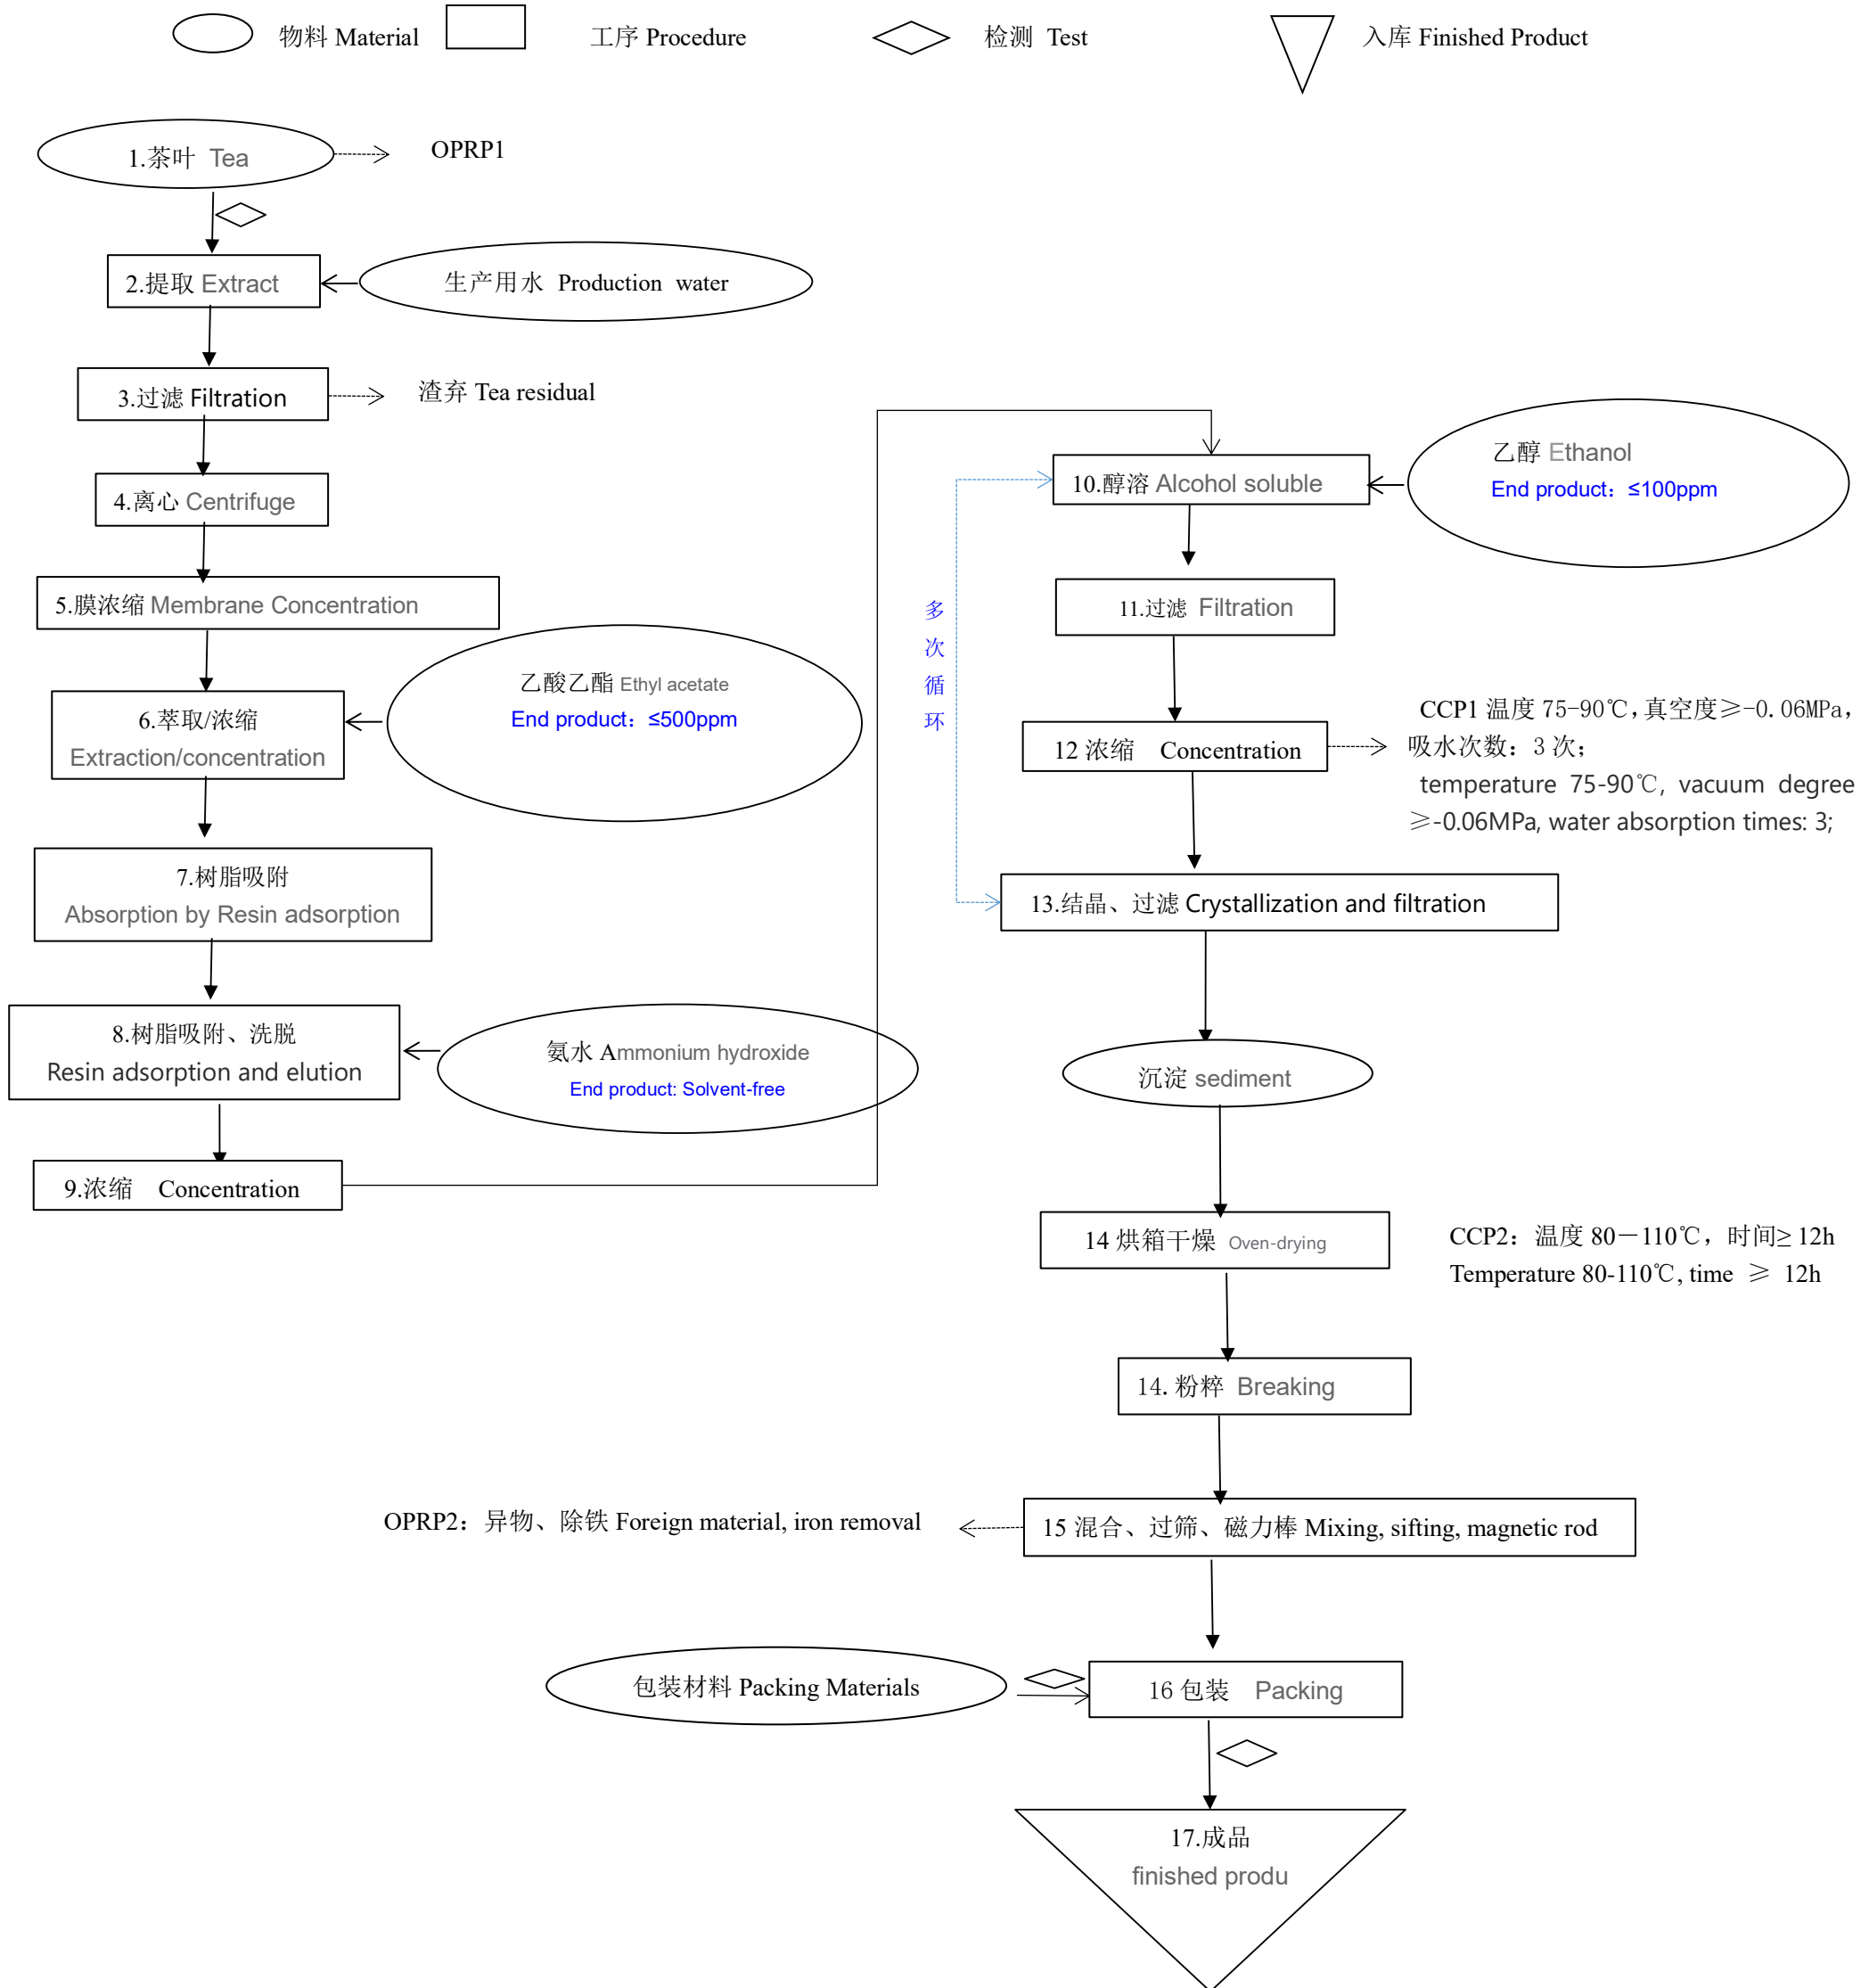 物料 Material
工序 Procedure
检测 Test
入库 Finished Product
1.茶叶 Tea
OPRP1
2.提取 Extract
生产用水 Production water
3.过滤 Filtration
渣弃 Tea residual
4.离心 Centrifuge
5.膜浓缩 Membrane Concentration
6.萃取/浓缩
Extraction/concentration
乙酸乙酯 Ethyl acetate
End product：≤500ppm
7.树脂吸附
Absorption by Resin adsorption
8.树脂吸附、洗脱
Resin adsorption and elution
氨水 Ammonium hydroxide
End product: Solvent-free
9.浓缩 Concentration
10.醇溶 Alcohol soluble
乙醇 Ethanol
End product：≤100ppm
11.过滤 Filtration
多
次
循
环
12 浓缩 Concentration
CCP1 温度 75-90℃，真空度≥-0.06MPa，
吸水次数：3 次；
temperature 75-90℃, vacuum degree
≥-0.06MPa, water absorption times: 3;
13.结晶、过滤 Crystallization and filtration
沉淀 sediment
14 烘箱干燥 Oven-drying
CCP2：温度 80－110℃，时间≥ 12h
Temperature 80-110℃, time ≥ 12h
14. 粉粹 Breaking
OPRP2：异物、除铁 Foreign material, iron removal
15 混合、过筛、磁力棒 Mixing, sifting, magnetic rod
包装材料 Packing Materials
16 包装 Packing
17.成品
finished produ